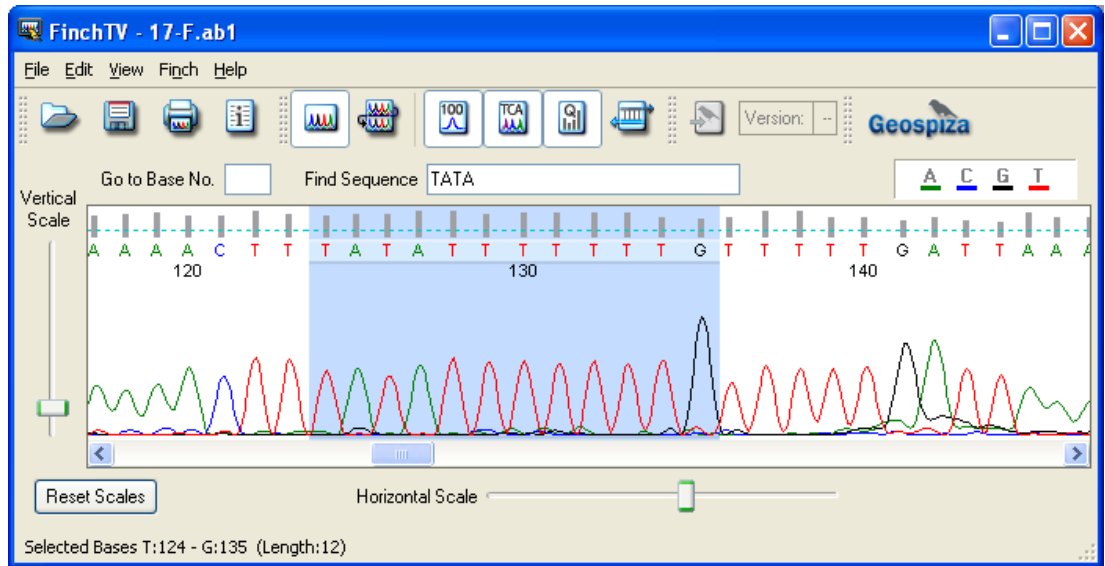 FinchTV - 17-F.ab1
File Edit View Finch Help
100 TCA Q Version: -- Geospiza
Go to Base No. Find Sequence TATA A C G T
Vertical
Scale
A A A A C T T T A T A T T T T T T T G T T T T T G A T T A A A
120 130 140
Reset Scales Horizontal Scale
Selected Bases T:124 - G:135 (Length:12)